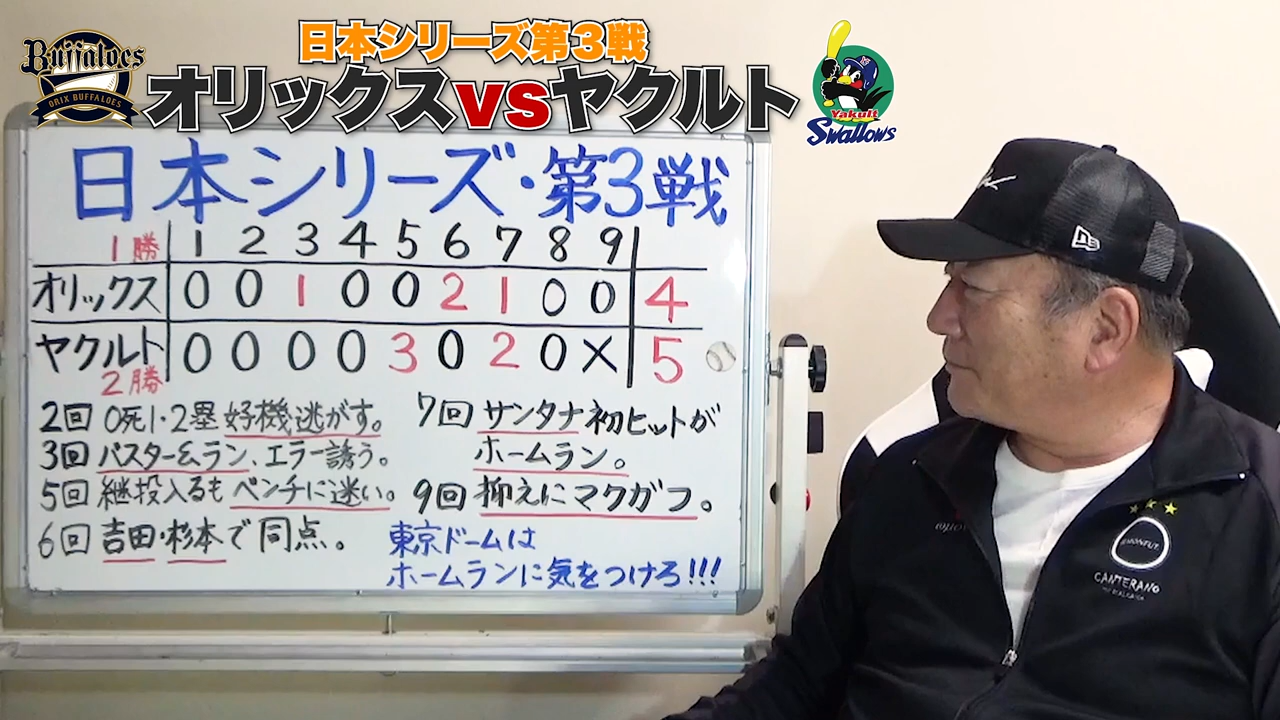 日本シリーズ第3戦
Buffaloes
ORIX BUFFALOES
オリックスvsヤクルト
Yakult
Swallows
日本シリーズ・第3戦
1勝 1 2 3 4 5 6 7 8 9
オリックス 0 0 1 0 0 2 1 0 0 4
ヤクルト 0 0 0 0 3 0 2 0 × 5
2勝
2回 0死1・2塁好機逃がす。
3回 バスター&ラン、エラー誘う。
5回 継投入るもベンチに迷い。
6回 吉田・杉本で同点。
7回 サンタナ初ヒットが
ホームラン。
9回 抑えにマクガフ。
東京ドームは
ホームランに気をつけろ!!!
CANTERANO